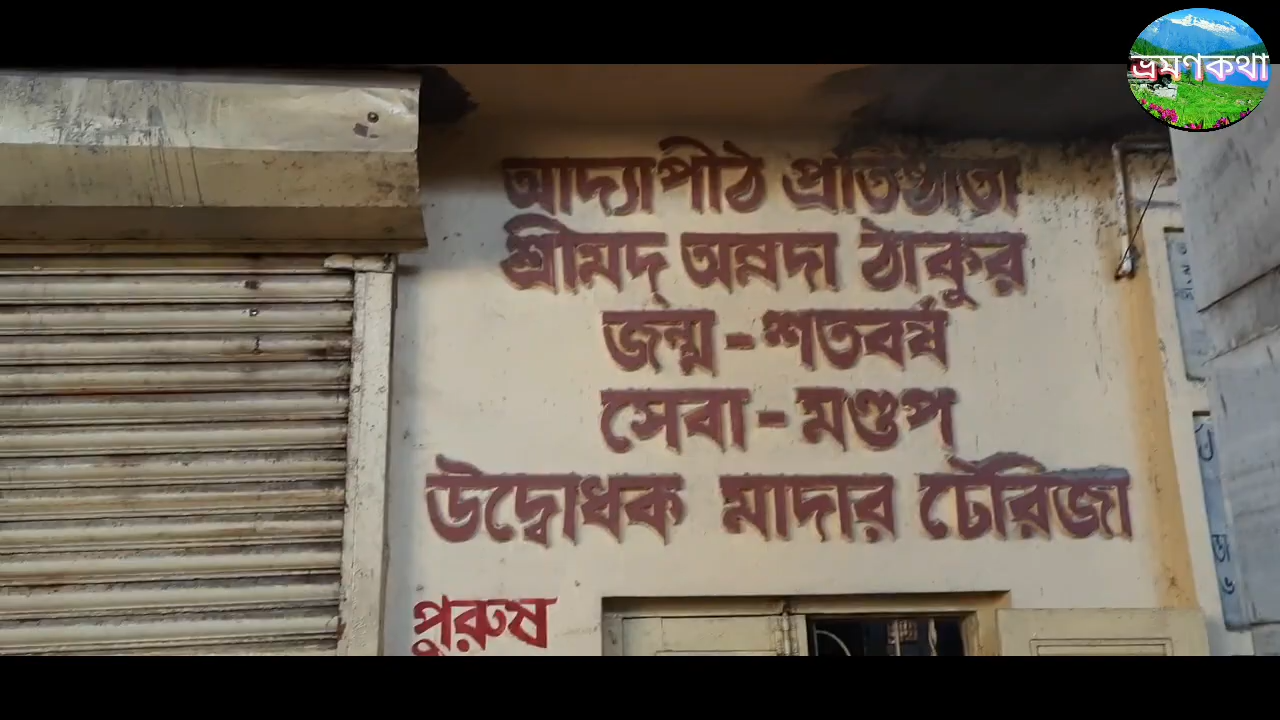 ভ্রমণকথা
আদ্যাপীঠ প্রতিষ্ঠাতা
শ্রীমদ্ অন্নদা ঠাকুর
জন্ম-শতবর্ষ
সেবা-মণ্ডপ
উদ্বোধক মাদার টেরিজা
পুরুষ